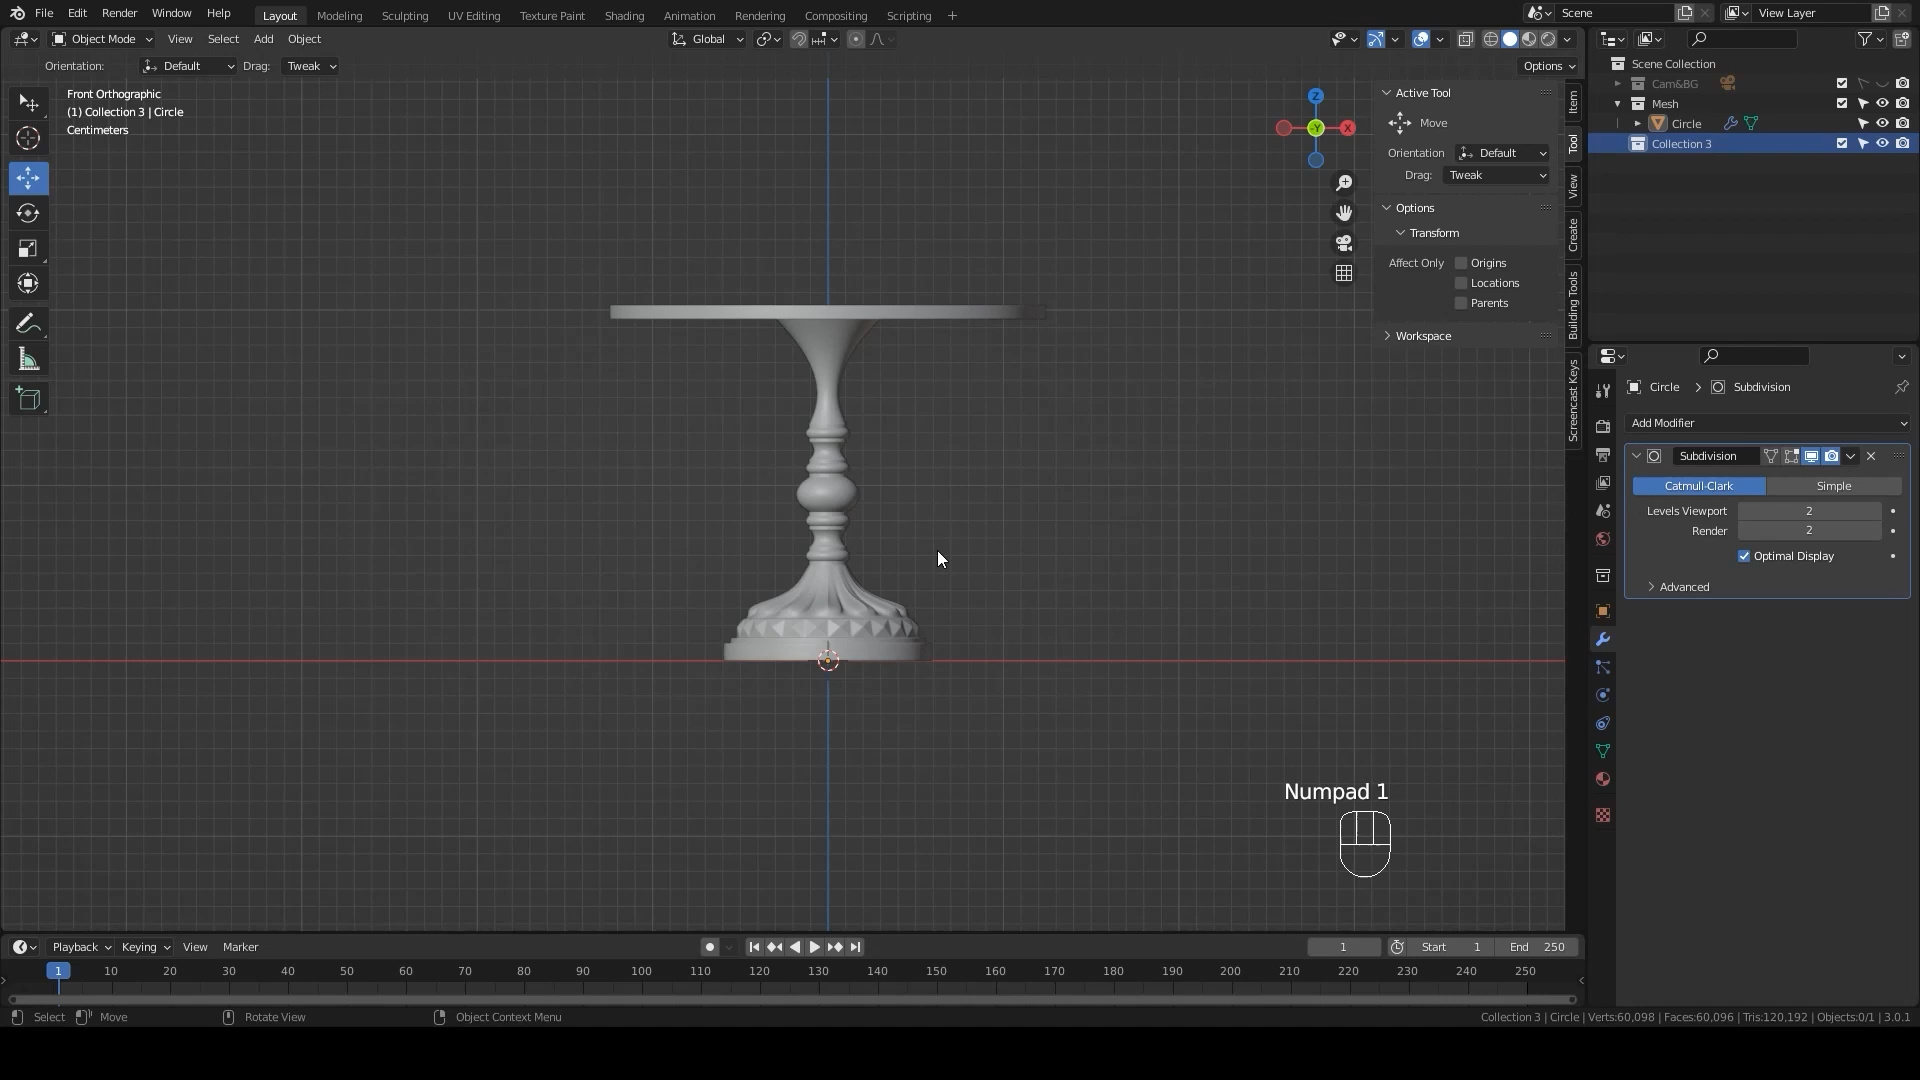 File Edit Render Window Help Layout Modeling Sculpting UV Editing Texture Paint Shading Animation Rendering Compositing Scripting + Scene View Layer
Object Mode View Select Add Object Global
Orientation: Default Drag: Tweak Options
Front Orthographic
(1) Collection 3 | Circle
Centimeters
Z
-Y
X
Active Tool
Move
Orientation Default
Drag: Tweak
Options
Transform
Affect Only Origins
Locations
Parents
Workspace
Item
Tool
View
Create
Building Tools
Screencast Keys
Scene Collection
Cam&BG
Mesh
Circle
Collection 3
Circle > Subdivision
Add Modifier
Subdivision
Catmull-Clark Simple
Levels Viewport 2
Render 2
Optimal Display
Advanced
Numpad 1
Playback Keying View Marker 1 Start 1 End 250
1 10 20 30 40 50 60 70 80 90 100 110 120 130 140 150 160 170 180 190 200 210 220 230 240 250
Select Move Rotate View Object Context Menu Collection 3 | Circle | Verts:60,098 | Faces:60,096 | Tris:120,192 | Objects:0/1 | 3.0.1